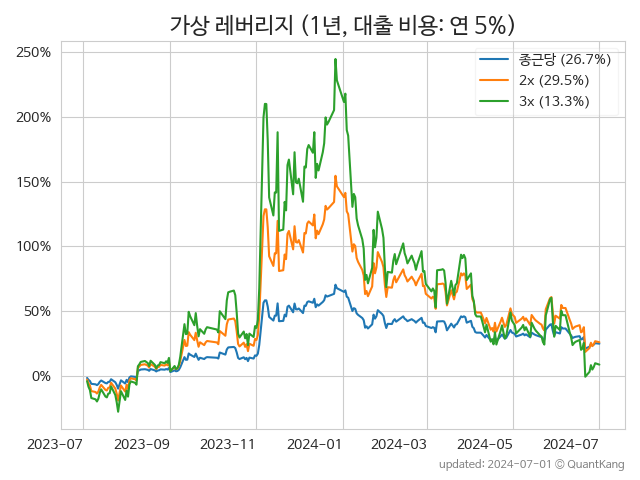 가상 레버리지 (1년, 대출 비용: 연 5%)
종근당 (26.7%)
2x (29.5%)
3x (13.3%)
250%
200%
150%
100%
50%
0%
2023-07
2023-09
2023-11
2024-01
2024-03
2024-05
2024-07
updated: 2024-07-01 © QuantKang